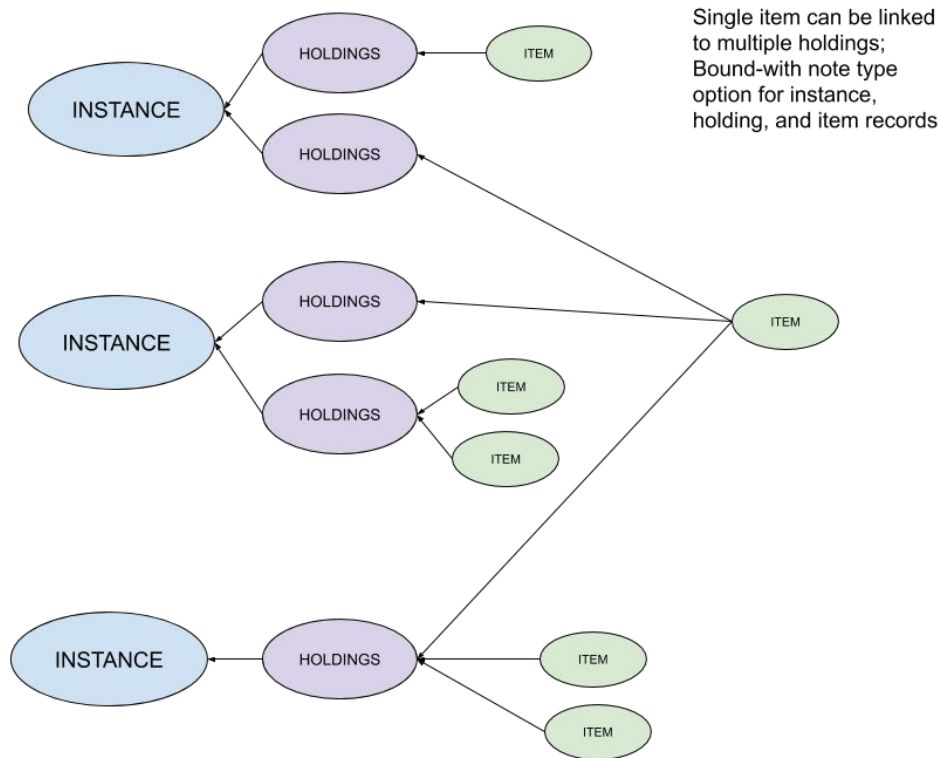 Single item can be linked
to multiple holdings;
Bound-with note type
option for instance,
holding, and item records
HOLDINGS
ITEM
INSTANCE
HOLDINGS
HOLDINGS
ITEM
INSTANCE
ITEM
HOLDINGS
ITEM
INSTANCE
HOLDINGS
ITEM
ITEM